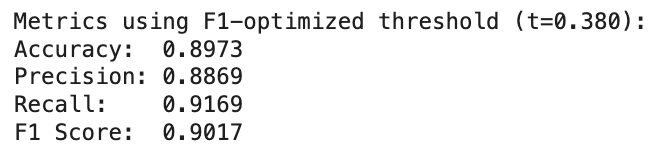 Metrics using F1-optimized threshold (t=0.380):
Accuracy:  0.8973
Precision: 0.8869
Recall:    0.9169
F1 Score:  0.9017